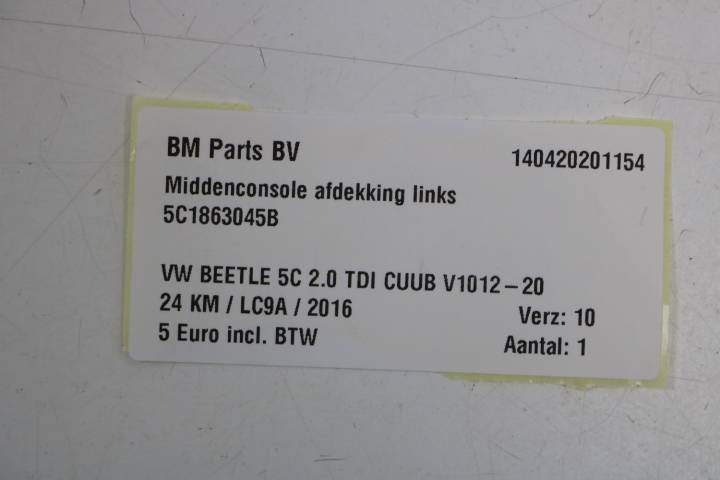 BM Parts BV 140420201154
Middenconsole afdekking links
5C1863045B
VW BEETLE 5C 2.0 TDI CUUB V1012-20
24 KM / LC9A / 2016 Verz: 10
5 Euro incl. BTW Aantal: 1